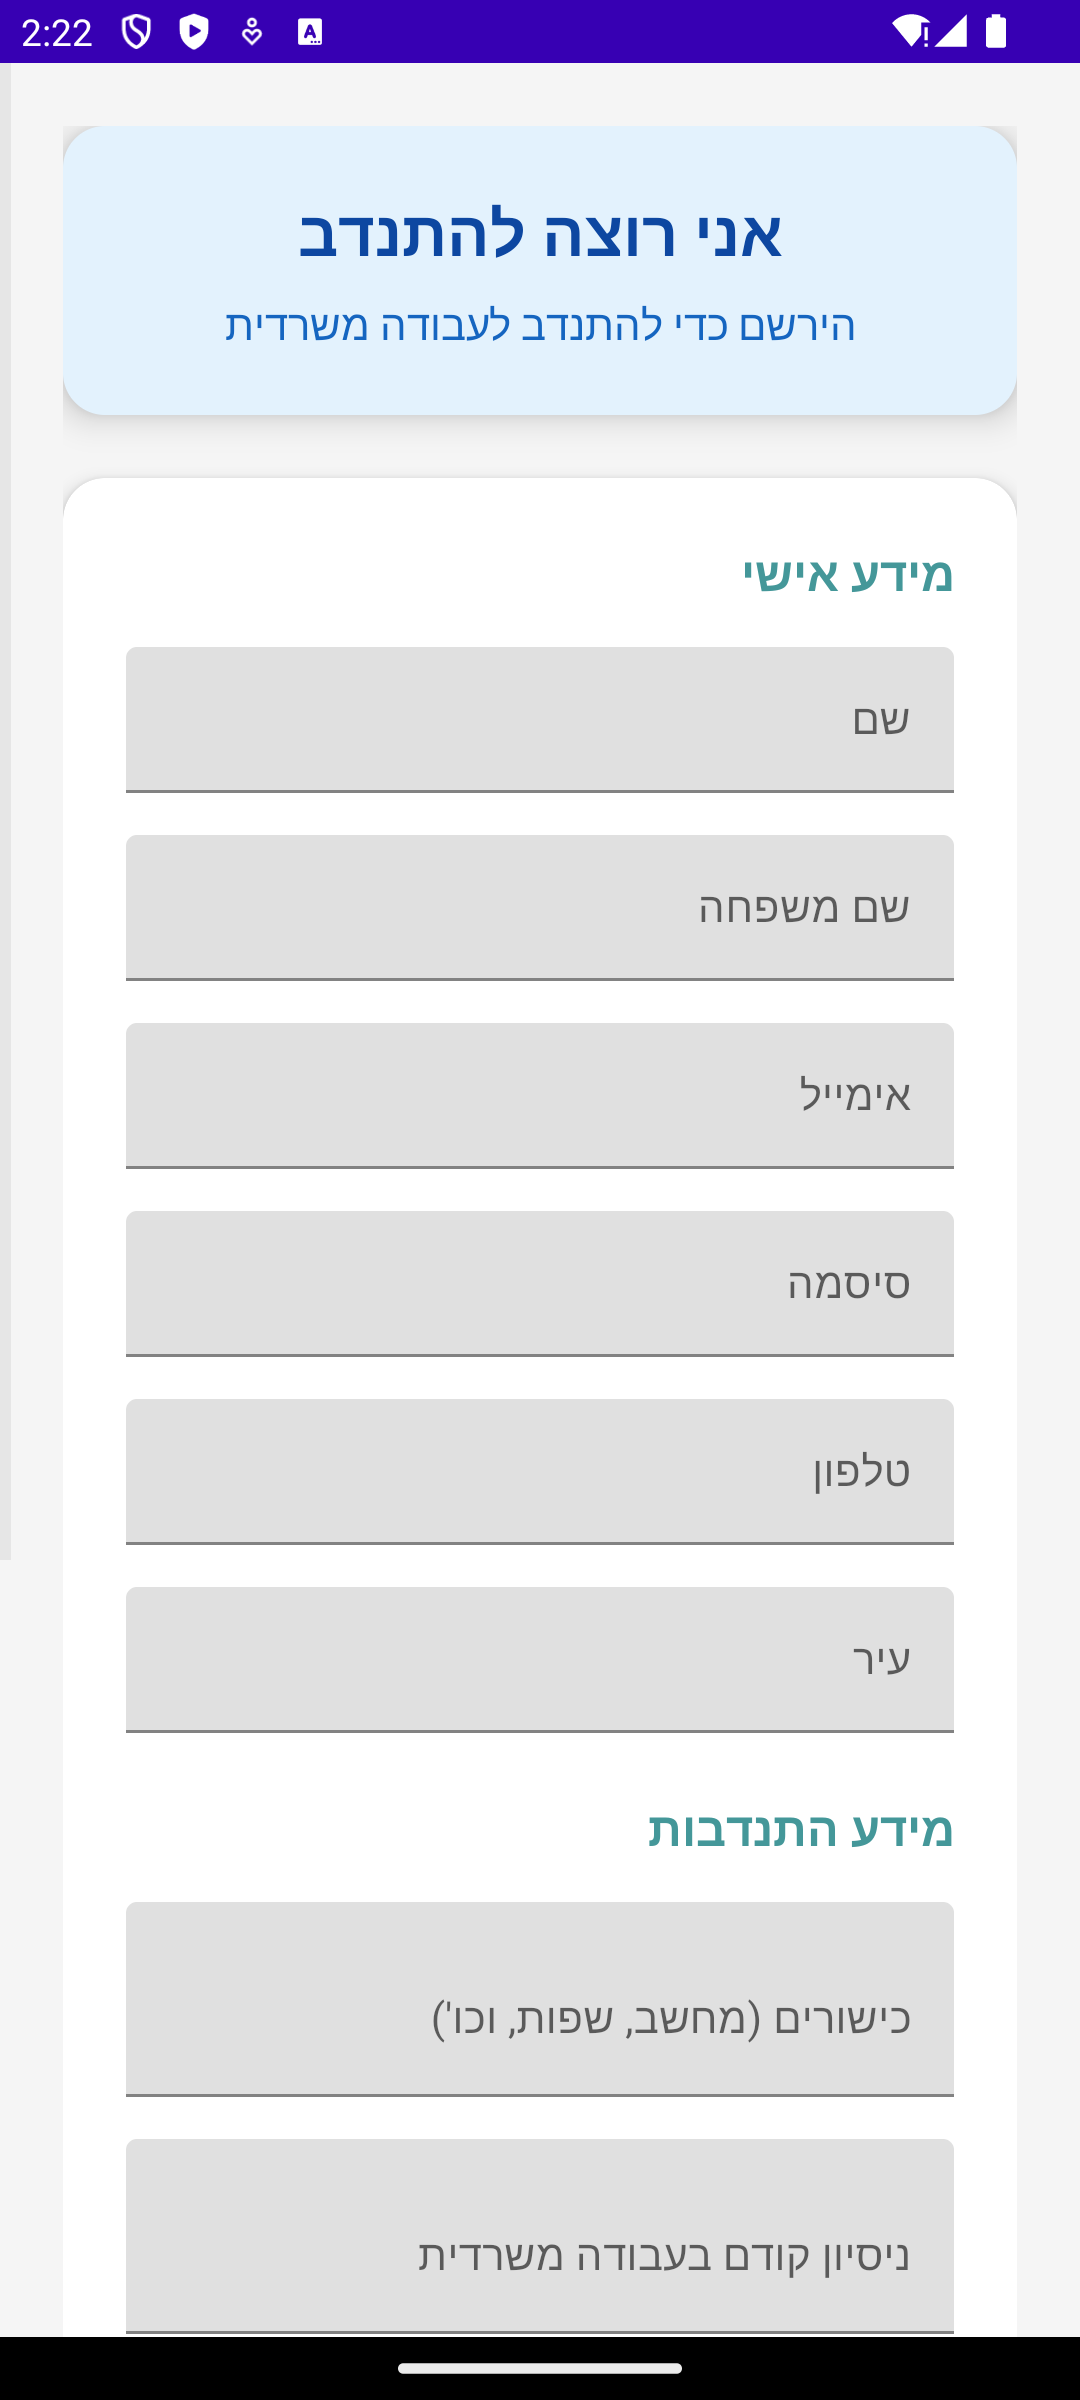 2:22
אני רוצה להתנדב
הירשם כדי להתנדב לעבודה משרדית
מידע אישי
שם
שם משפחה
אימייל
סיסמה
טלפון
עיר
מידע התנדבות
כישורים (מחשב, שפות, וכו')
ניסיון קודם בעבודה משרדית